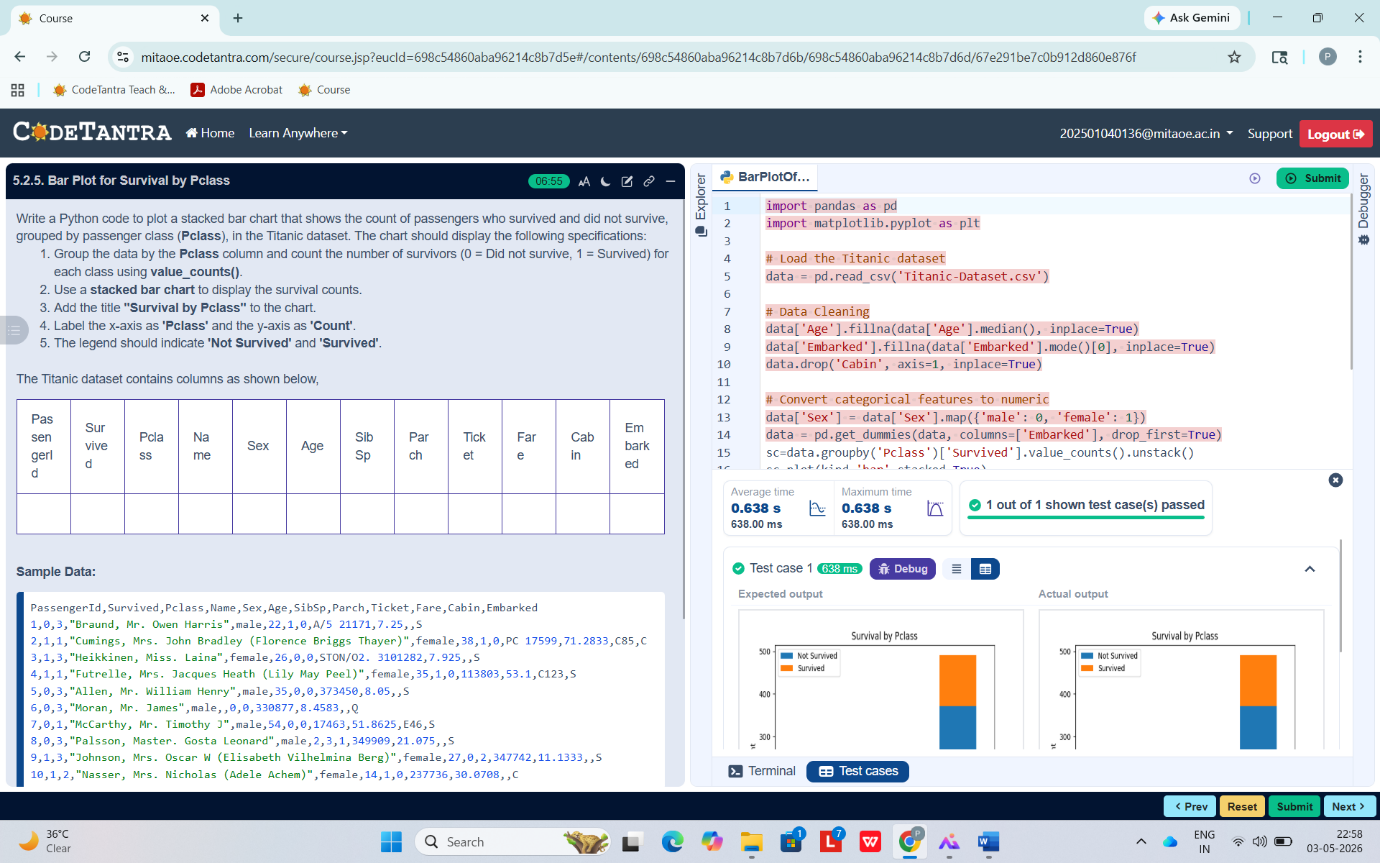 Course
Ask Gemini
mitaoe.codetantra.com/secure/course.jsp?eucId=698c54860aba96214c8b7d5e#/contents/698c54860aba96214c8b7d6b/698c54860aba96214c8b7d6d/67e291be7c0b912d860e876f
P
CodeTantra Teach &...
Adobe Acrobat
Course
CODETANTRA
Home
Learn Anywhere
202501040136@mitaoe.ac.in
Support
Logout
5.2.5. Bar Plot for Survival by Pclass
06:55
AA
Write a Python code to plot a stacked bar chart that shows the count of passengers who survived and did not survive,
grouped by passenger class (Pclass), in the Titanic dataset. The chart should display the following specifications:
1. Group the data by the Pclass column and count the number of survivors (0 = Did not survive, 1 = Survived) for
each class using value_counts().
2. Use a stacked bar chart to display the survival counts.
3. Add the title "Survival by Pclass" to the chart.
4. Label the x-axis as 'Pclass' and the y-axis as 'Count'.
5. The legend should indicate 'Not Survived' and 'Survived'.
The Titanic dataset contains columns as shown below,
Pas
sen
gerI
d
Sur
vive
d
Pcla
ss
Na
me
Sex
Age
Sib
Sp
Par
ch
Tick
et
Far
e
Cab
in
Em
bark
ed
Sample Data:
PassengerId,Survived,Pclass,Name,Sex,Age,SibSp,Parch,Ticket,Fare,Cabin,Embarked
1,0,3,"Braund, Mr. Owen Harris",male,22,1,0,A/5 21171,7.25,,S
2,1,1,"Cumings, Mrs. John Bradley (Florence Briggs Thayer)",female,38,1,0,PC 17599,71.2833,C85,C
3,1,3,"Heikkinen, Miss. Laina",female,26,0,0,STON/O2. 3101282,7.925,,S
4,1,1,"Futrelle, Mrs. Jacques Heath (Lily May Peel)",female,35,1,0,113803,53.1,C123,S
5,0,3,"Allen, Mr. William Henry",male,35,0,0,373450,8.05,,S
6,0,3,"Moran, Mr. James",male,,0,0,330877,8.4583,,Q
7,0,1,"McCarthy, Mr. Timothy J",male,54,0,0,17463,51.8625,E46,S
8,0,3,"Palsson, Master. Gosta Leonard",male,2,3,1,349909,21.075,,S
9,1,3,"Johnson, Mrs. Oscar W (Elisabeth Vilhelmina Berg)",female,27,0,2,347742,11.1333,,S
10,1,2,"Nasser, Mrs. Nicholas (Adele Achem)",female,14,1,0,237736,30.0708,,C
Explorer
BarPlotOf...
Submit
Debugger
1 import pandas as pd
2 import matplotlib.pyplot as plt
3
4 # Load the Titanic dataset
5 data = pd.read_csv('Titanic-Dataset.csv')
6
7 # Data Cleaning
8 data['Age'].fillna(data['Age'].median(), inplace=True)
9 data['Embarked'].fillna(data['Embarked'].mode()[0], inplace=True)
10 data.drop('Cabin', axis=1, inplace=True)
11
12 # Convert categorical features to numeric
13 data['Sex'] = data['Sex'].map({'male': 0, 'female': 1})
14 data = pd.get_dummies(data, columns=['Embarked'], drop_first=True)
15 sc=data.groupby('Pclass')['Survived'].value_counts().unstack()
Average time
0.638 s
638.00 ms
Maximum time
0.638 s
638.00 ms
1 out of 1 shown test case(s) passed
Test case 1
638 ms
Debug
Expected output
Actual output
Survival by Pclass
500
400
300
Not Survived
Survived
Survival by Pclass
500
400
300
Not Survived
Survived
Terminal
Test cases
< Prev
Reset
Submit
Next >
36°C
Clear
Search
1
7
P
ENG
IN
22:58
03-05-2026